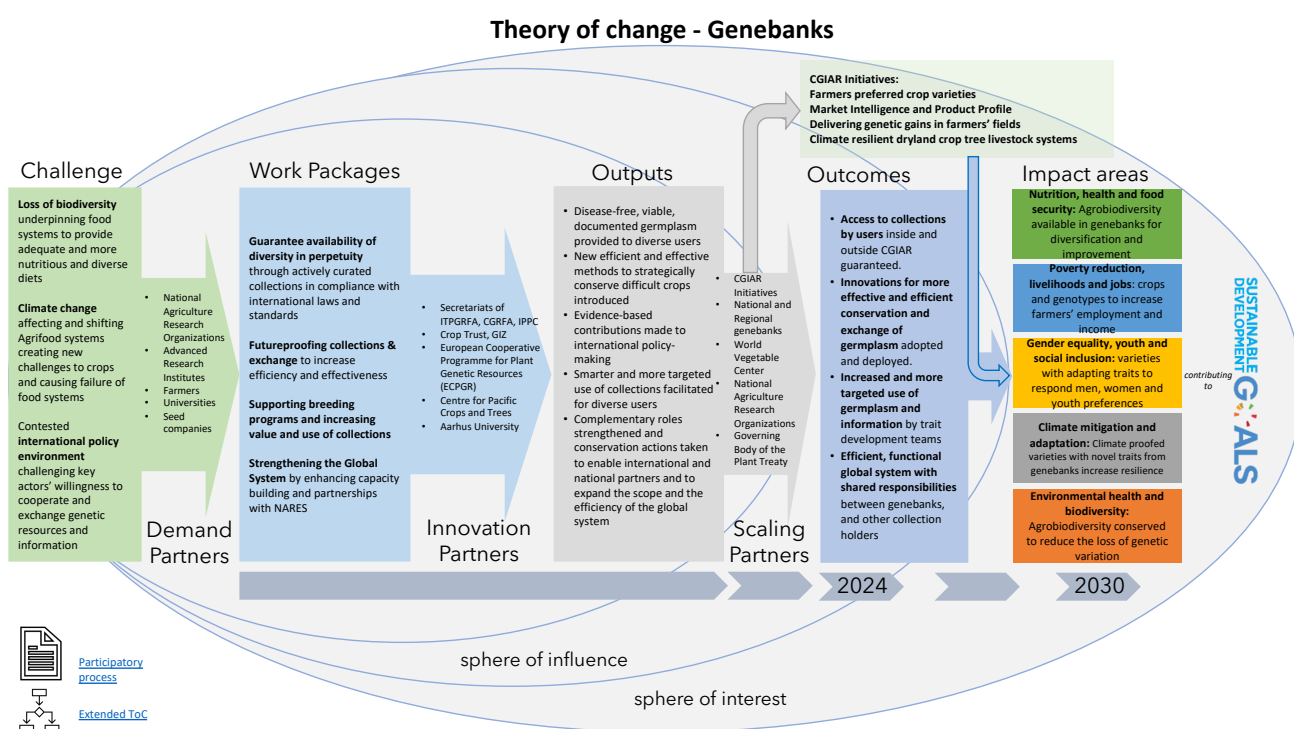 Theory of change - Genebanks
CGIAR Initiatives:
Farmers preferred crop varieties
Market Intelligence and Product Profile
Delivering genetic gains in farmers’ fields
Climate resilient dryland crop tree livestock systems
Challenge
Loss of biodiversity
underpinning food
systems to provide
adequate and more
nutritious and diverse
diets
Climate change
affecting and shifting
Agrifood systems
creating new
challenges to crops
and causing failure of
food systems
Contested
international policy
environment
challenging key
actors’ willingness to
cooperate and
exchange genetic
resources and
information
• National
Agriculture
Research
Organizations
• Advanced
Research
Institutes
• Farmers
• Universities
• Seed
companies
Demand
Partners
Work Packages
Guarantee availability of
diversity in perpetuity
through actively curated
collections in compliance with
international laws and
standards
Futureproofing collections &
exchange to increase
efficiency and effectiveness
Supporting breeding
programs and increasing
value and use of collections
Strengthening the Global
System by enhancing capacity
building and partnerships
with NARES
• Secretariats of
ITPGRFA, CGRFA, IPPC
• Crop Trust, GIZ
• European Cooperative
Programme for Plant
Genetic Resources
(ECPGR)
• Centre for Pacific
Crops and Trees
• Aarhus University
Innovation
Partners
Outputs
• Disease-free, viable,
documented germplasm
provided to diverse users
• New efficient and effective
methods to strategically
conserve difficult crops
introduced
• Evidence-based
contributions made to
international policy-
making
• Smarter and more targeted
use of collections facilitated
for diverse users
• Complementary roles
strengthened and
conservation actions taken
to enable international and
national partners and to
expand the scope and the
efficiency of the global
system
• CGIAR
Initiatives
• National and
Regional
genebanks
• World
Vegetable
Center
• National
Agriculture
Research
Organizations
• Governing
Body of the
Plant Treaty
Scaling
Partners
Outcomes
• Access to collections
by users inside and
outside CGIAR
guaranteed.
• Innovations for more
effective and efficient
conservation and
exchange of
germplasm adopted
and deployed.
• Increased and more
targeted use of
germplasm and
information by trait
development teams
• Efficient, functional
global system with
shared responsibilities
between genebanks,
and other collection
holders
Impact areas
Nutrition, health and food
security: Agrobiodiversity
available in genebanks for
diversification and
improvement
Poverty reduction,
livelihoods and jobs: crops
and genotypes to increase
farmers’ employment and
income
Gender equality, youth and
social inclusion: varieties
with adapting traits to
respond men, women and
youth preferences
Climate mitigation and
adaptation: Climate proofed
varieties with novel traits from
genebanks increase resilience
Environmental health and
biodiversity:
Agrobiodiversity conserved
to reduce the loss of genetic
variation
contributing
to
SUSTAINABLE
DEVELOPMENT
GOALS
2024
2030
sphere of influence
sphere of interest
Participatory
process
Extended ToC